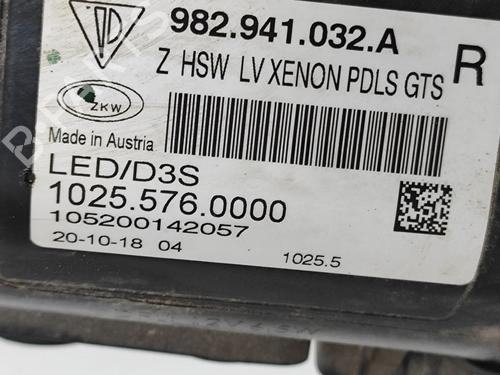 982.941.032.A
R
Z HSW LV XENON PDLS GTS
ZKW
Made in Austria
LED/D3S
1025.576.0000
105200142057
20-10-18 04
1025.5